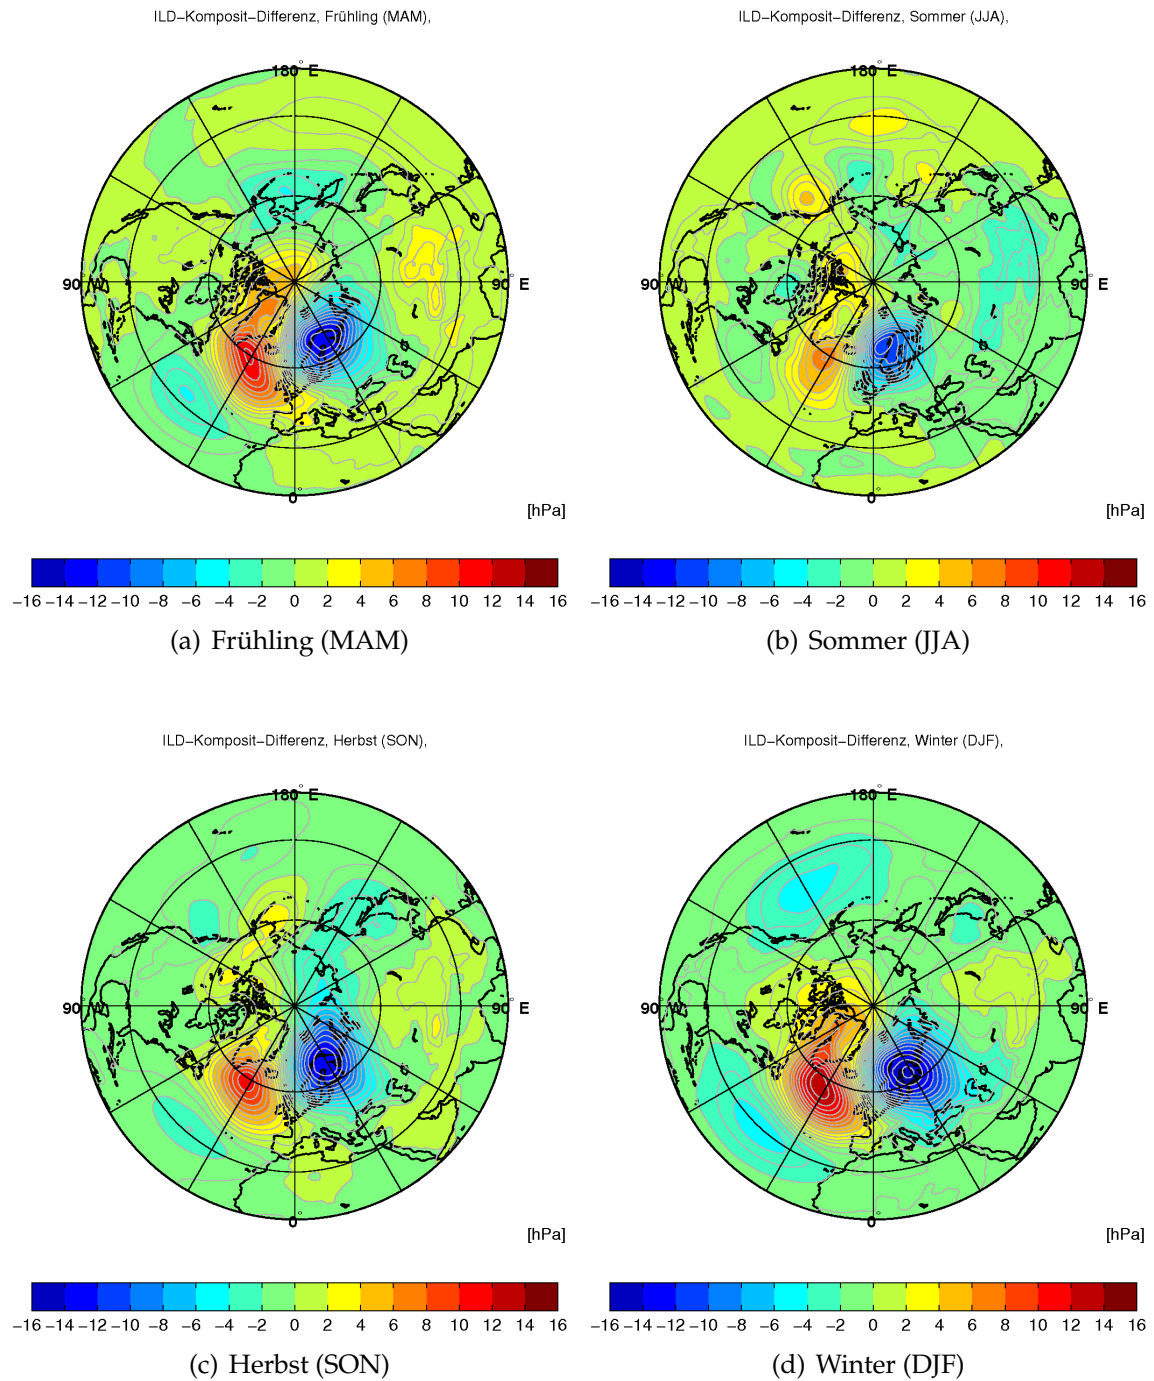 ILD−Komposit−Differenz, Frühling (MAM),
180° E
90° W
90° E
0°
[hPa]
−16 −14 −12 −10 −8 −6 −4 −2 0 2 4 6 8 10 12 14 16
(a) Frühling (MAM)
ILD−Komposit−Differenz, Sommer (JJA),
180° E
90° W
90° E
0°
[hPa]
−16 −14 −12 −10 −8 −6 −4 −2 0 2 4 6 8 10 12 14 16
(b) Sommer (JJA)
ILD−Komposit−Differenz, Herbst (SON),
180° E
90° W
90° E
0°
[hPa]
−16 −14 −12 −10 −8 −6 −4 −2 0 2 4 6 8 10 12 14 16
(c) Herbst (SON)
ILD−Komposit−Differenz, Winter (DJF),
180° E
90° W
90° E
0°
[hPa]
−16 −14 −12 −10 −8 −6 −4 −2 0 2 4 6 8 10 12 14 16
(d) Winter (DJF)